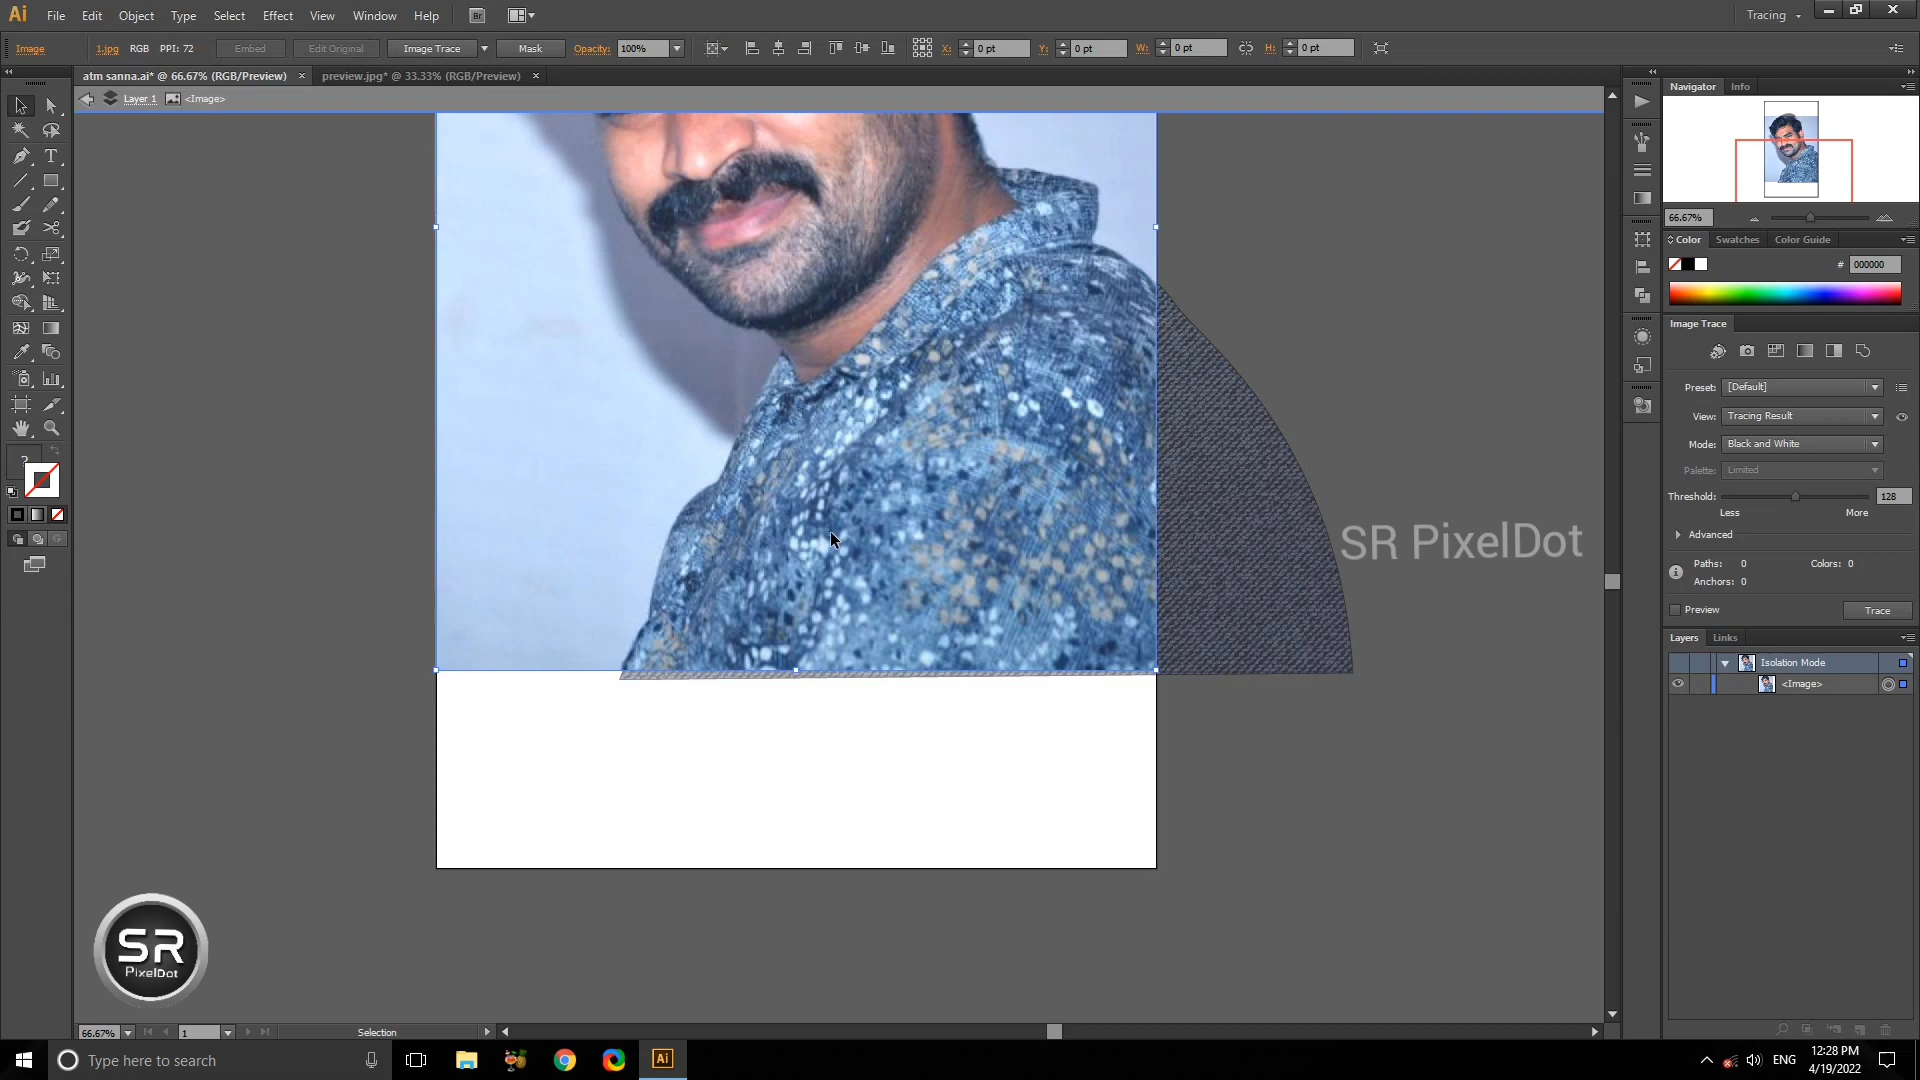 Ai File Edit Object Type Select Effect View Window Help Br Tracing
Image 1.jpg RGB PPI: 72 Embed Edit Original Image Trace Mask Opacity: 100% X: 0 pt Y: 0 pt W: 0 pt H: 0 pt
atm sanna.ai* @ 66.67% (RGB/Preview) preview.jpg* @ 33.33% (RGB/Preview)
Layer 1 <Image>
Navigator Info
66.67%
Color Swatches Color Guide
# 000000
Image Trace
Preset: [Default]
View: Tracing Result
Mode: Black and White
Palette: Limited
Threshold: 128
Less More
Advanced
Paths: 0 Colors: 0
Anchors: 0
Preview Trace
Layers Links
Isolation Mode
<Image>
T
?
SR PixelDot
SR
PixelDot
66.67% 1 Selection
Type here to search Ai ENG 12:28 PM
4/19/2022